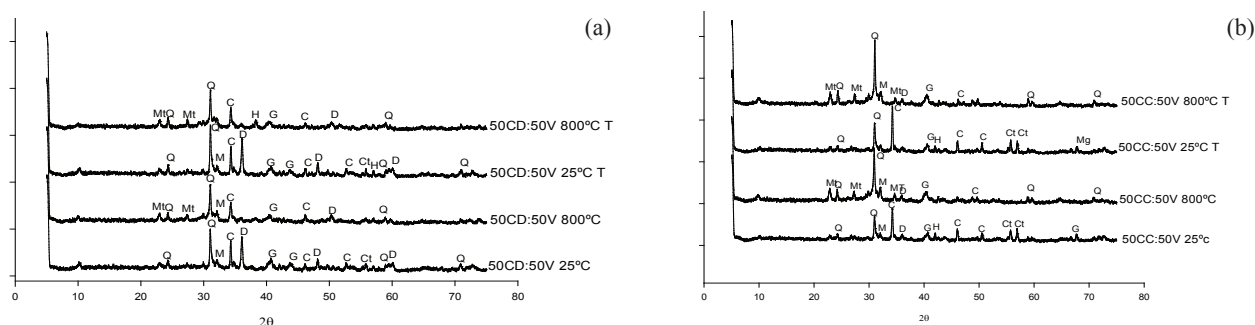 (a)
Q
Mt Q Mt C H G C D Q
50CD:50V 800ºC T
Q M C D G G C D C Ct H Q D Q
50CD:50V 25ºC T
Mt Q Mt Q M C G C D Q
50CD:50V 800ºC
Q Q M C D G G C D C Ct Q D Q
50CD:50V 25ºC
0 10 20 30 40 50 60 70 80
2θ
(b)
Q
Mt Q Mt M Mt D G C Q Q
50CC:50V 800ºC T
C
Q Q M G H C C Ct Ct Mg
50CC:50V 25ºC T
Q
Mt Q Mt M MT D G C Q Q
50CC:50V 800ºC
C
Q Q M D G H C C Ct Ct G
50CC:50V 25ºc
0 10 20 30 40 50 60 70 80
2θ